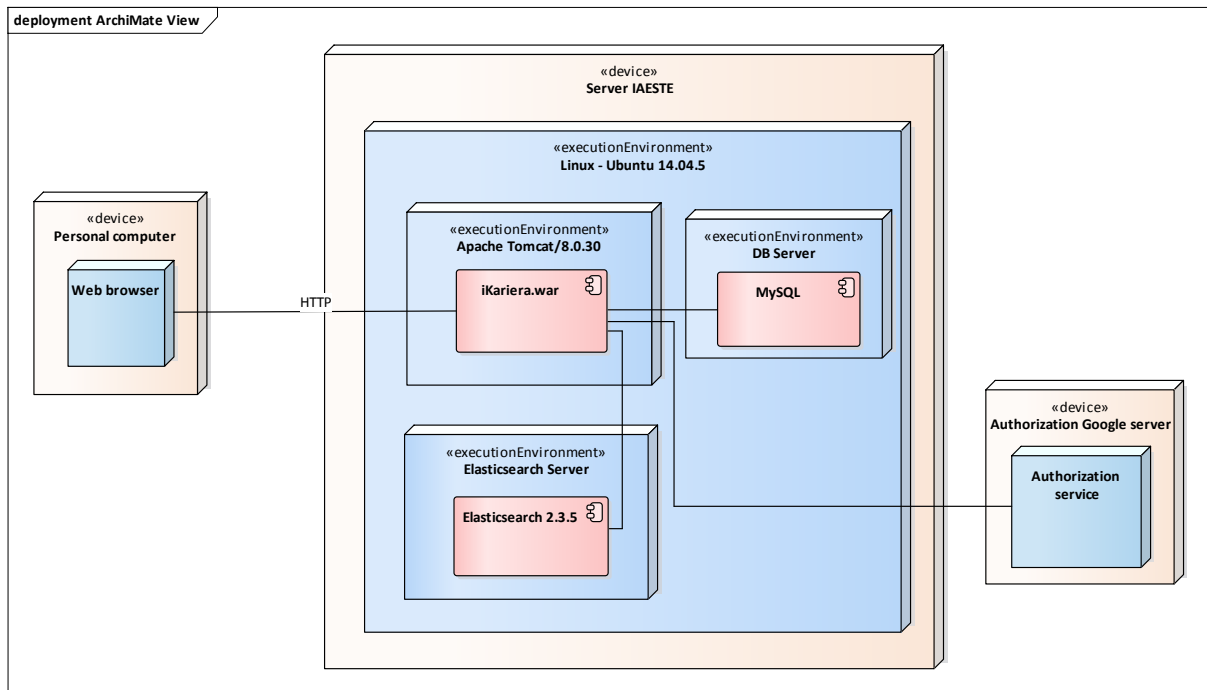 deployment ArchiMate View
«device»
Server IAESTE
«executionEnvironment»
Linux - Ubuntu 14.04.5
«device»
Personal computer
Web browser
HTTP
«executionEnvironment»
Apache Tomcat/8.0.30
iKariera.war
«executionEnvironment»
DB Server
MySQL
«executionEnvironment»
Elasticsearch Server
Elasticsearch 2.3.5
«device»
Authorization Google server
Authorization
service